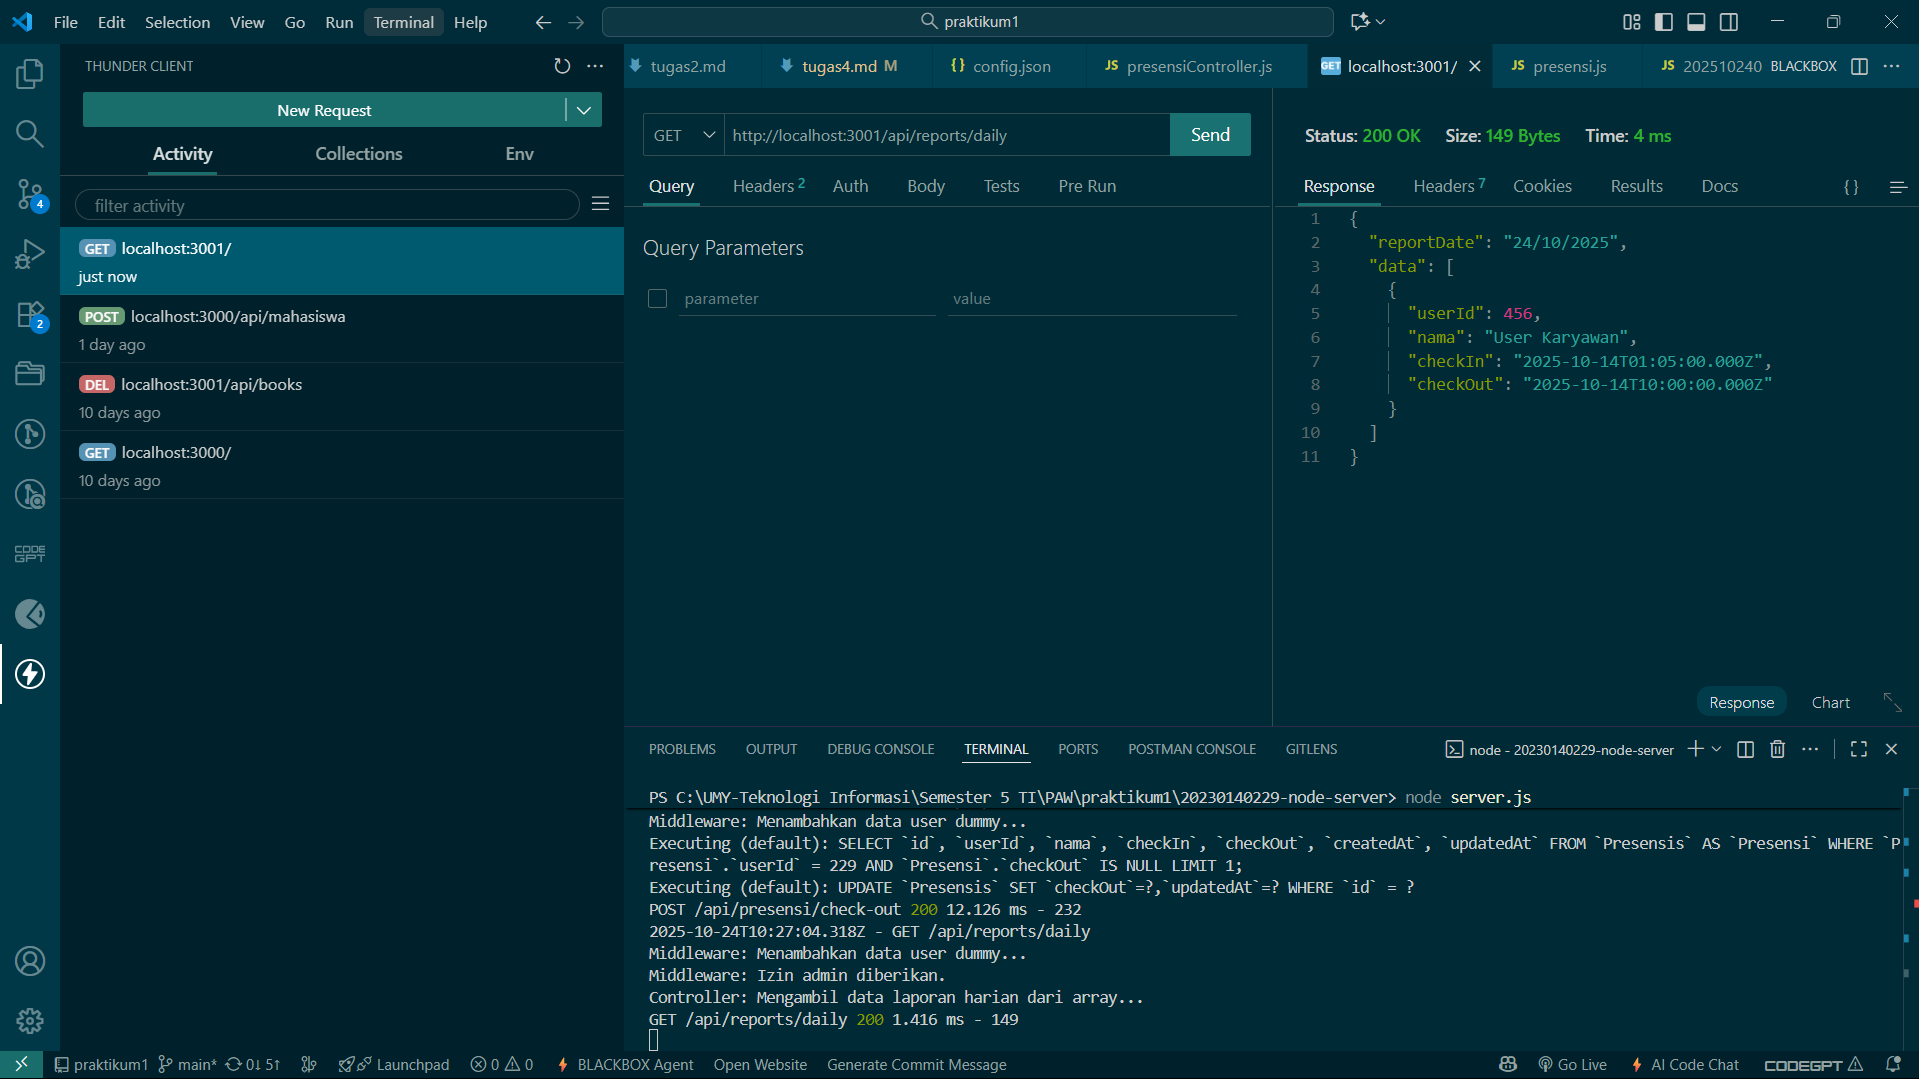 File Edit Selection View Go Run Terminal Help
praktikum1
THUNDER CLIENT
New Request
Activity Collections Env
filter activity
GET localhost:3001/
just now
POST localhost:3000/api/mahasiswa
1 day ago
DEL localhost:3001/api/books
10 days ago
GET localhost:3000/
10 days ago
4
2
CODE GPT
tugas2.md tugas4.md M {} config.json JS presensiController.js GET localhost:3001/ JS presensi.js JS 202510240 BLACKBOX
GET http://localhost:3001/api/reports/daily Send
Query Headers 2 Auth Body Tests Pre Run
Query Parameters
parameter value
Status: 200 OK Size: 149 Bytes Time: 4 ms
Response Headers 7 Cookies Results Docs {}
1 {
2 "reportDate": "24/10/2025",
3 "data": [
4 {
5 "userId": 456,
6 "nama": "User Karyawan",
7 "checkIn": "2025-10-14T01:05:00.000Z",
8 "checkOut": "2025-10-14T10:00:00.000Z"
9 }
10 ]
11 }
Response Chart
PROBLEMS OUTPUT DEBUG CONSOLE TERMINAL PORTS POSTMAN CONSOLE GITLENS node - 20230140229-node-server
PS C:\UMY-Teknologi Informasi\Semester 5 TI\PAW\praktikum1\20230140229-node-server> node server.js
Middleware: Menambahkan data user dummy...
Executing (default): SELECT `id`, `userId`, `nama`, `checkIn`, `checkOut`, `createdAt`, `updatedAt` FROM `Presensis` AS `Presensi` WHERE `P
resensi`.`userId` = 229 AND `Presensi`.`checkOut` IS NULL LIMIT 1;
Executing (default): UPDATE `Presensis` SET `checkOut`=?,`updatedAt`=? WHERE `id` = ?
POST /api/presensi/check-out 200 12.126 ms - 232
2025-10-24T10:27:04.318Z - GET /api/reports/daily
Middleware: Menambahkan data user dummy...
Middleware: Izin admin diberikan.
Controller: Mengambil data laporan harian dari array...
GET /api/reports/daily 200 1.416 ms - 149
praktikum1 main* 0↓ 5↑ Launchpad 0 0 BLACKBOX Agent Open Website Generate Commit Message Go Live AI Code Chat CODEGPT